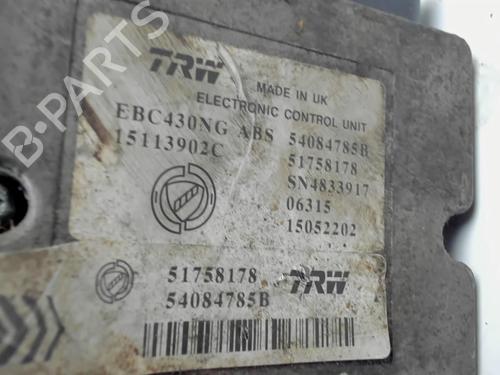 B-PARTS
TRW
MADE IN UK
ELECTRONIC CONTROL UNIT
EBC430NG ABS 54084785B
15113902C 51758178
SN4833917
06315
15052202
51758178 TRW
54084785B